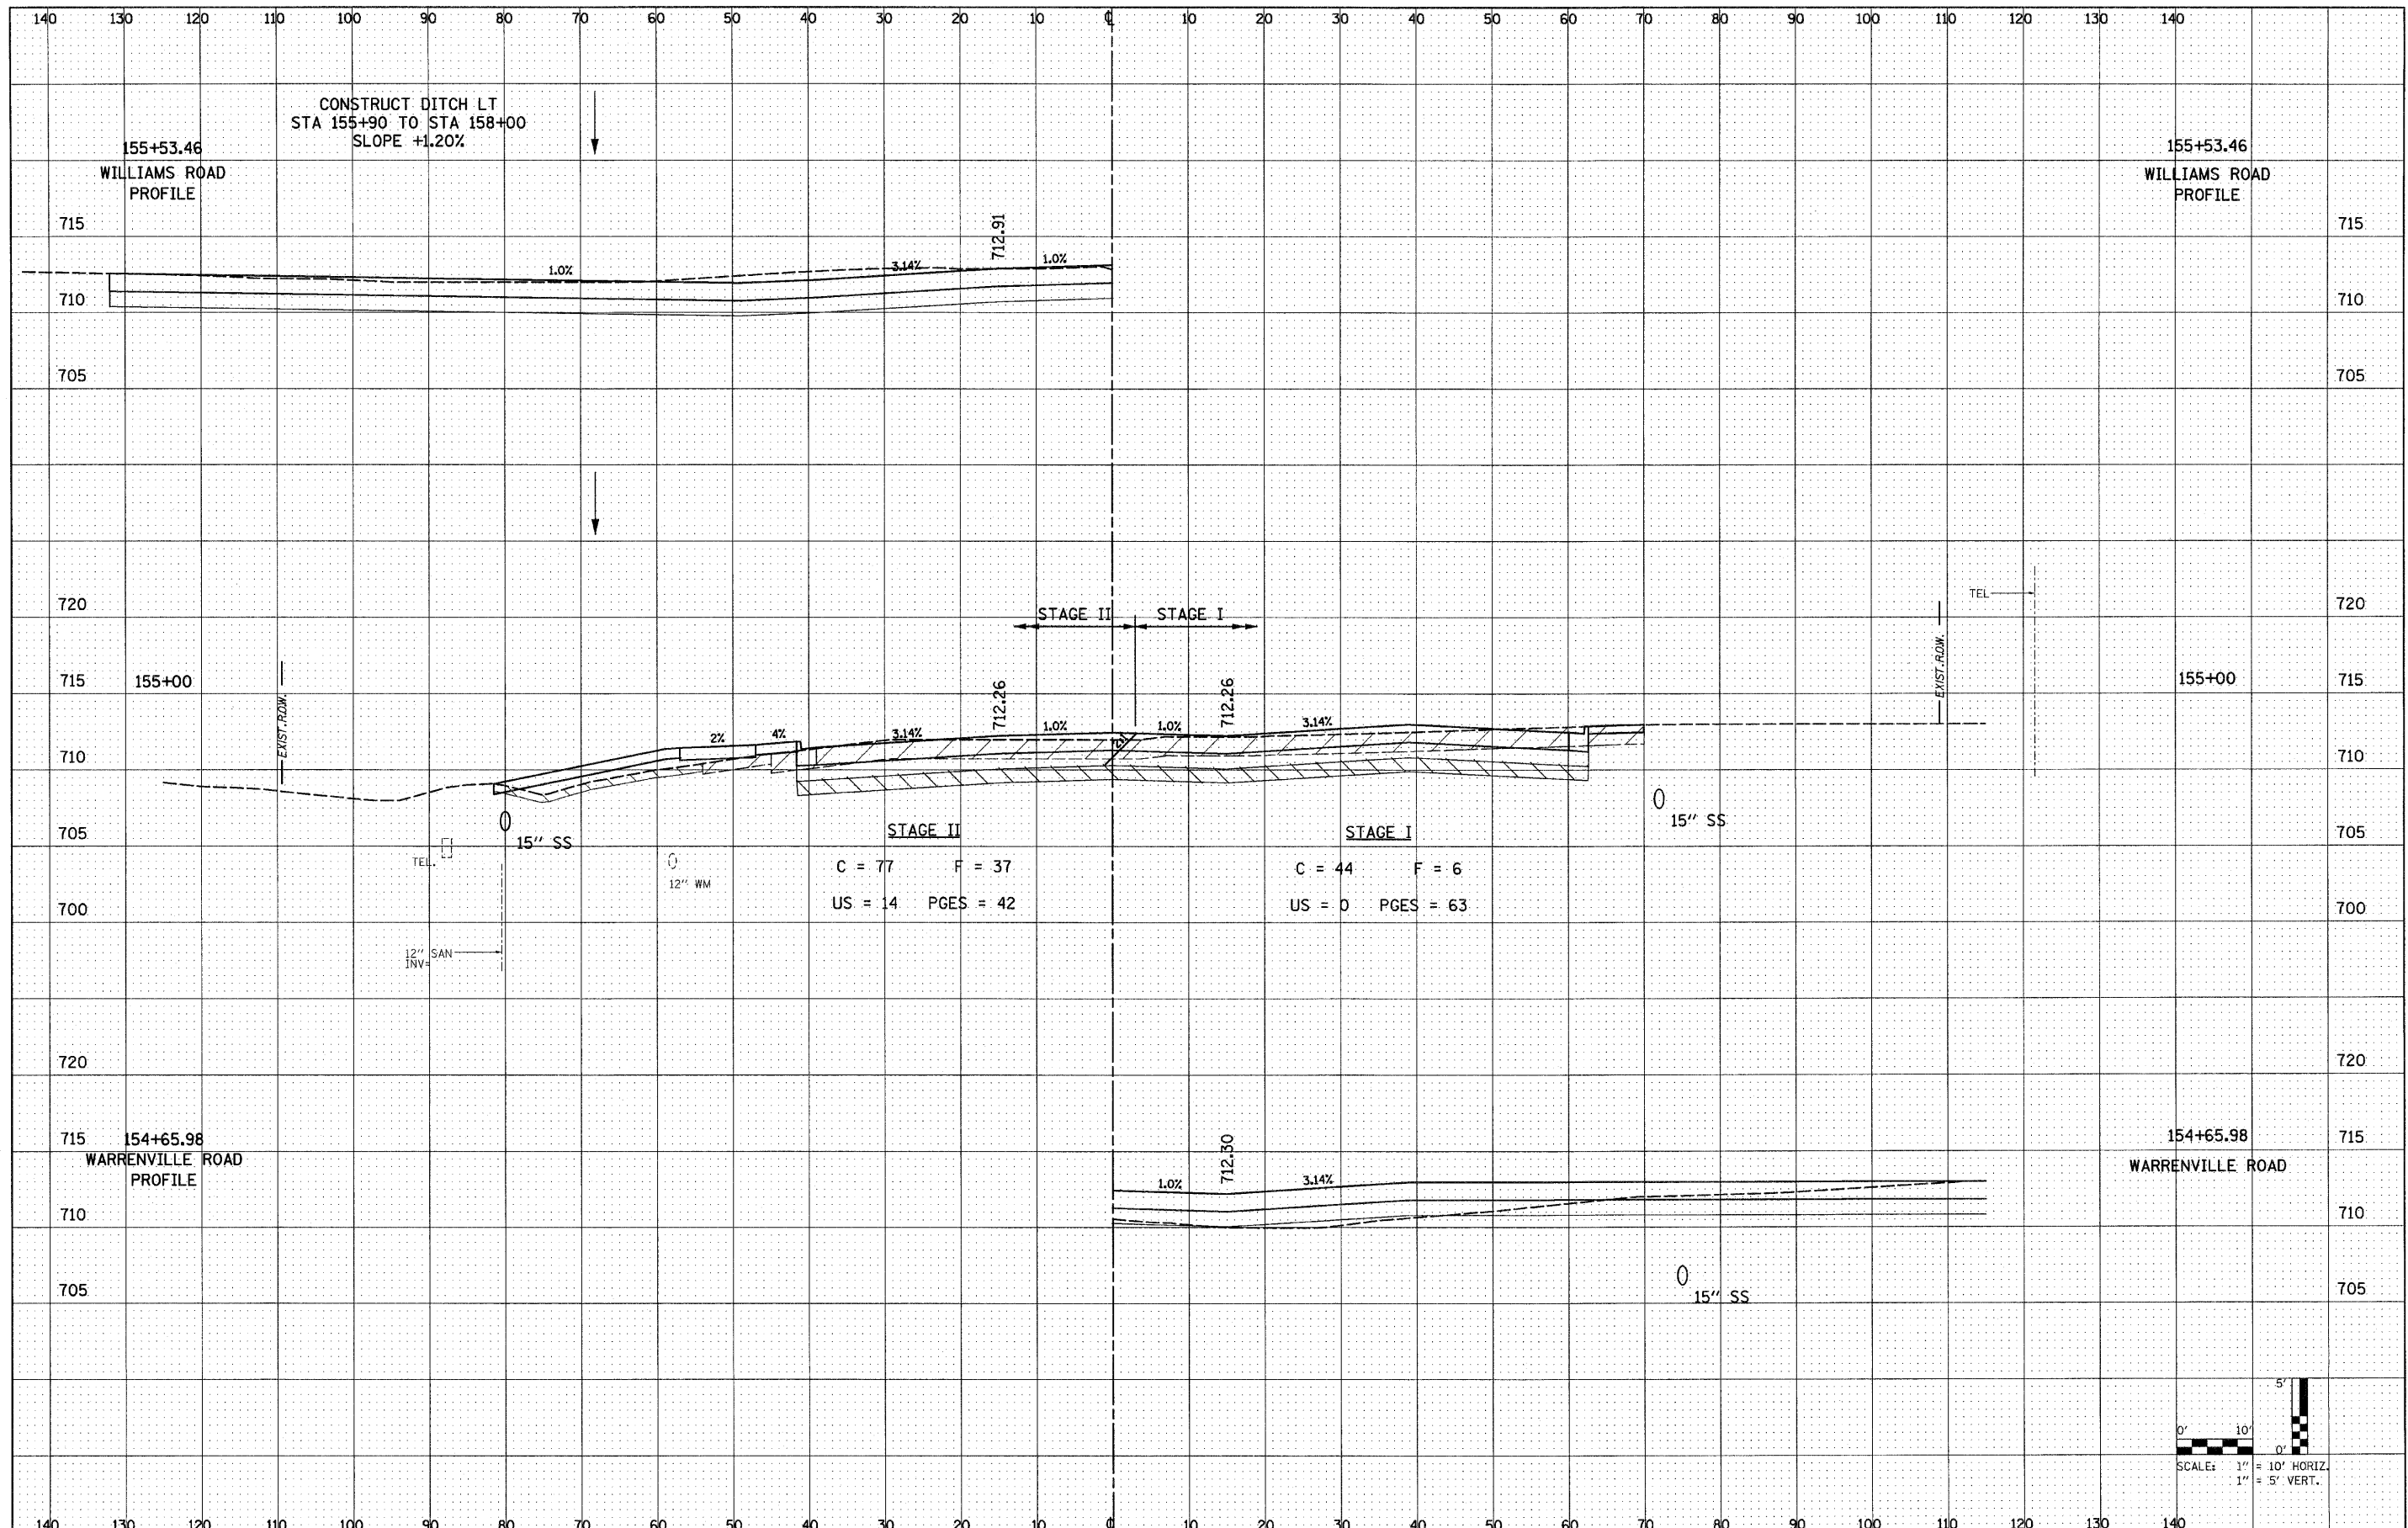 140 130 120 110 100 90 80 70 60 50 40 30 20 10 ℄ 10 20 30 40 50 60 70 80 90 100 110 120 130 140
CONSTRUCT DITCH LT
STA 155+90 TO STA 158+00
SLOPE +1.20%
155+53.46
WILLIAMS ROAD
PROFILE
155+53.46
WILLIAMS ROAD
PROFILE
715
712.91
715
1.0%
3.14%
1.0%
710
710
705
705
TEL
720
STAGE II
STAGE I
720
EXIST. R.O.W.
EXIST. R.O.W.
715
155+00
712.26
712.26
155+00
715
2%
4%
3.14%
1.0%
1.0%
3.14%
710
710
705
15" SS
STAGE II
STAGE I
15" SS
705
TEL.
12" WM
C = 77 F = 37
C = 44 F = 6
US = 14 PGES = 42
US = 0 PGES = 63
700
700
12" SAN
INV=
720
720
715
154+65.98
WARRENVILLE ROAD
PROFILE
712.30
154+65.98
WARRENVILLE ROAD
715
1.0%
3.14%
710
710
705
15" SS
705
5'
0' 10'
0'
SCALE: 1" = 10' HORIZ.
1" = 5' VERT.
140 130 120 110 100 90 80 70 60 50 40 30 20 10 ℄ 10 20 30 40 50 60 70 80 90 100 110 120 130 140